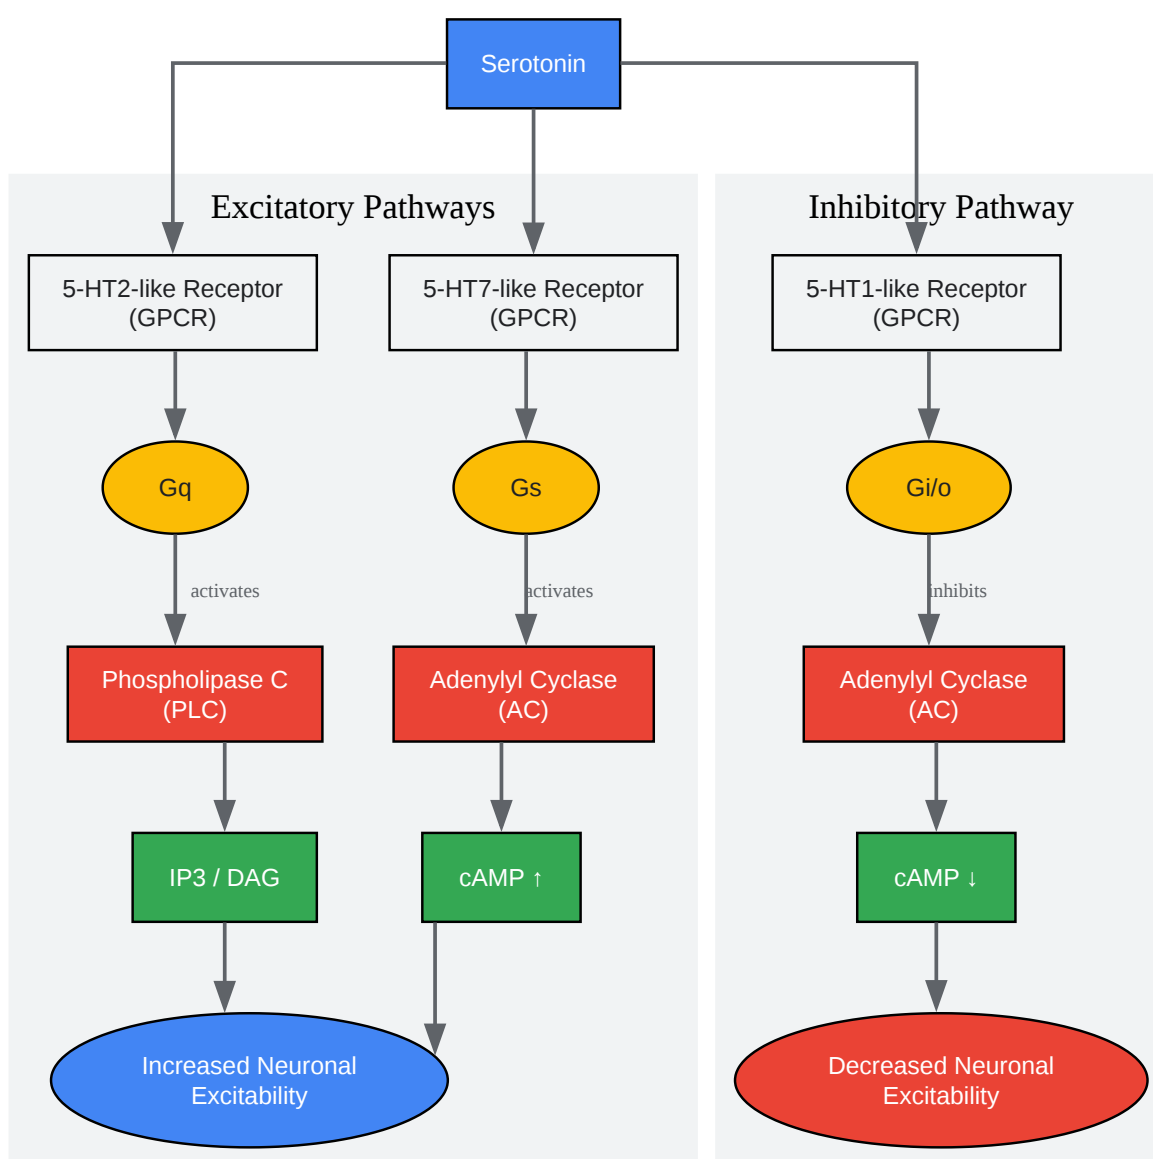 Serotonin
Excitatory Pathways
Inhibitory Pathway
5-HT2-like Receptor
(GPCR)
5-HT7-like Receptor
(GPCR)
5-HT1-like Receptor
(GPCR)
Gq
Gs
Gi/o
activates
activates
inhibits
Phospholipase C
(PLC)
Adenylyl Cyclase
(AC)
Adenylyl Cyclase
(AC)
IP3 / DAG
cAMP ↑
cAMP ↓
Increased Neuronal
Excitability
Decreased Neuronal
Excitability